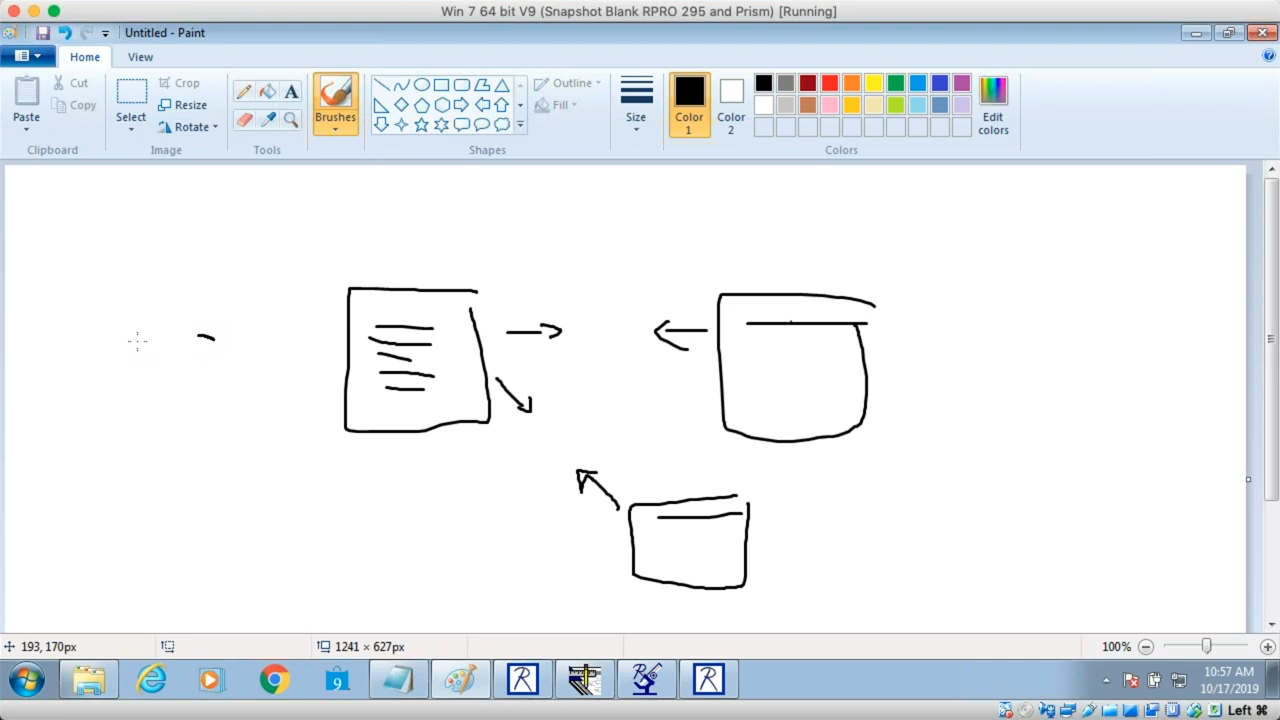 Win 7 64 bit V9 (Snapshot Blank RPRO 295 and Prism) [Running]
Untitled - Paint
Home View
Paste
Cut
Copy
Clipboard
Select
Crop
Resize
Rotate
Image
Tools
Brushes
Shapes
Outline
Fill
Size
Color 1
Color 2
Colors
Edit colors
193, 170px
1241 × 627px
100%
9
R
R
10:57 AM
10/17/2019
Left ⌘